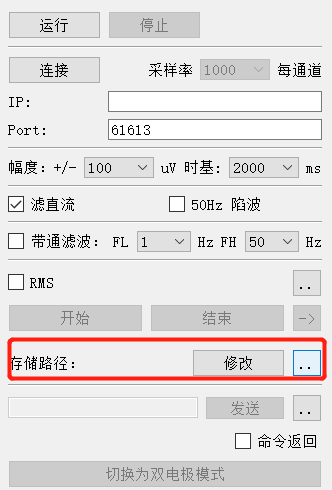 运行 停止
连接 采样率 1000 每通道
IP:
Port: 61613
幅度: +/- 100 uV 时基: 2000 ms
滤直流 50Hz 陷波
带通滤波: FL 1 Hz FH 50 Hz
RMS ..
开始 结束 ->
存储路径: 修改 ..
发送 ..
命令返回
切换为双电极模式